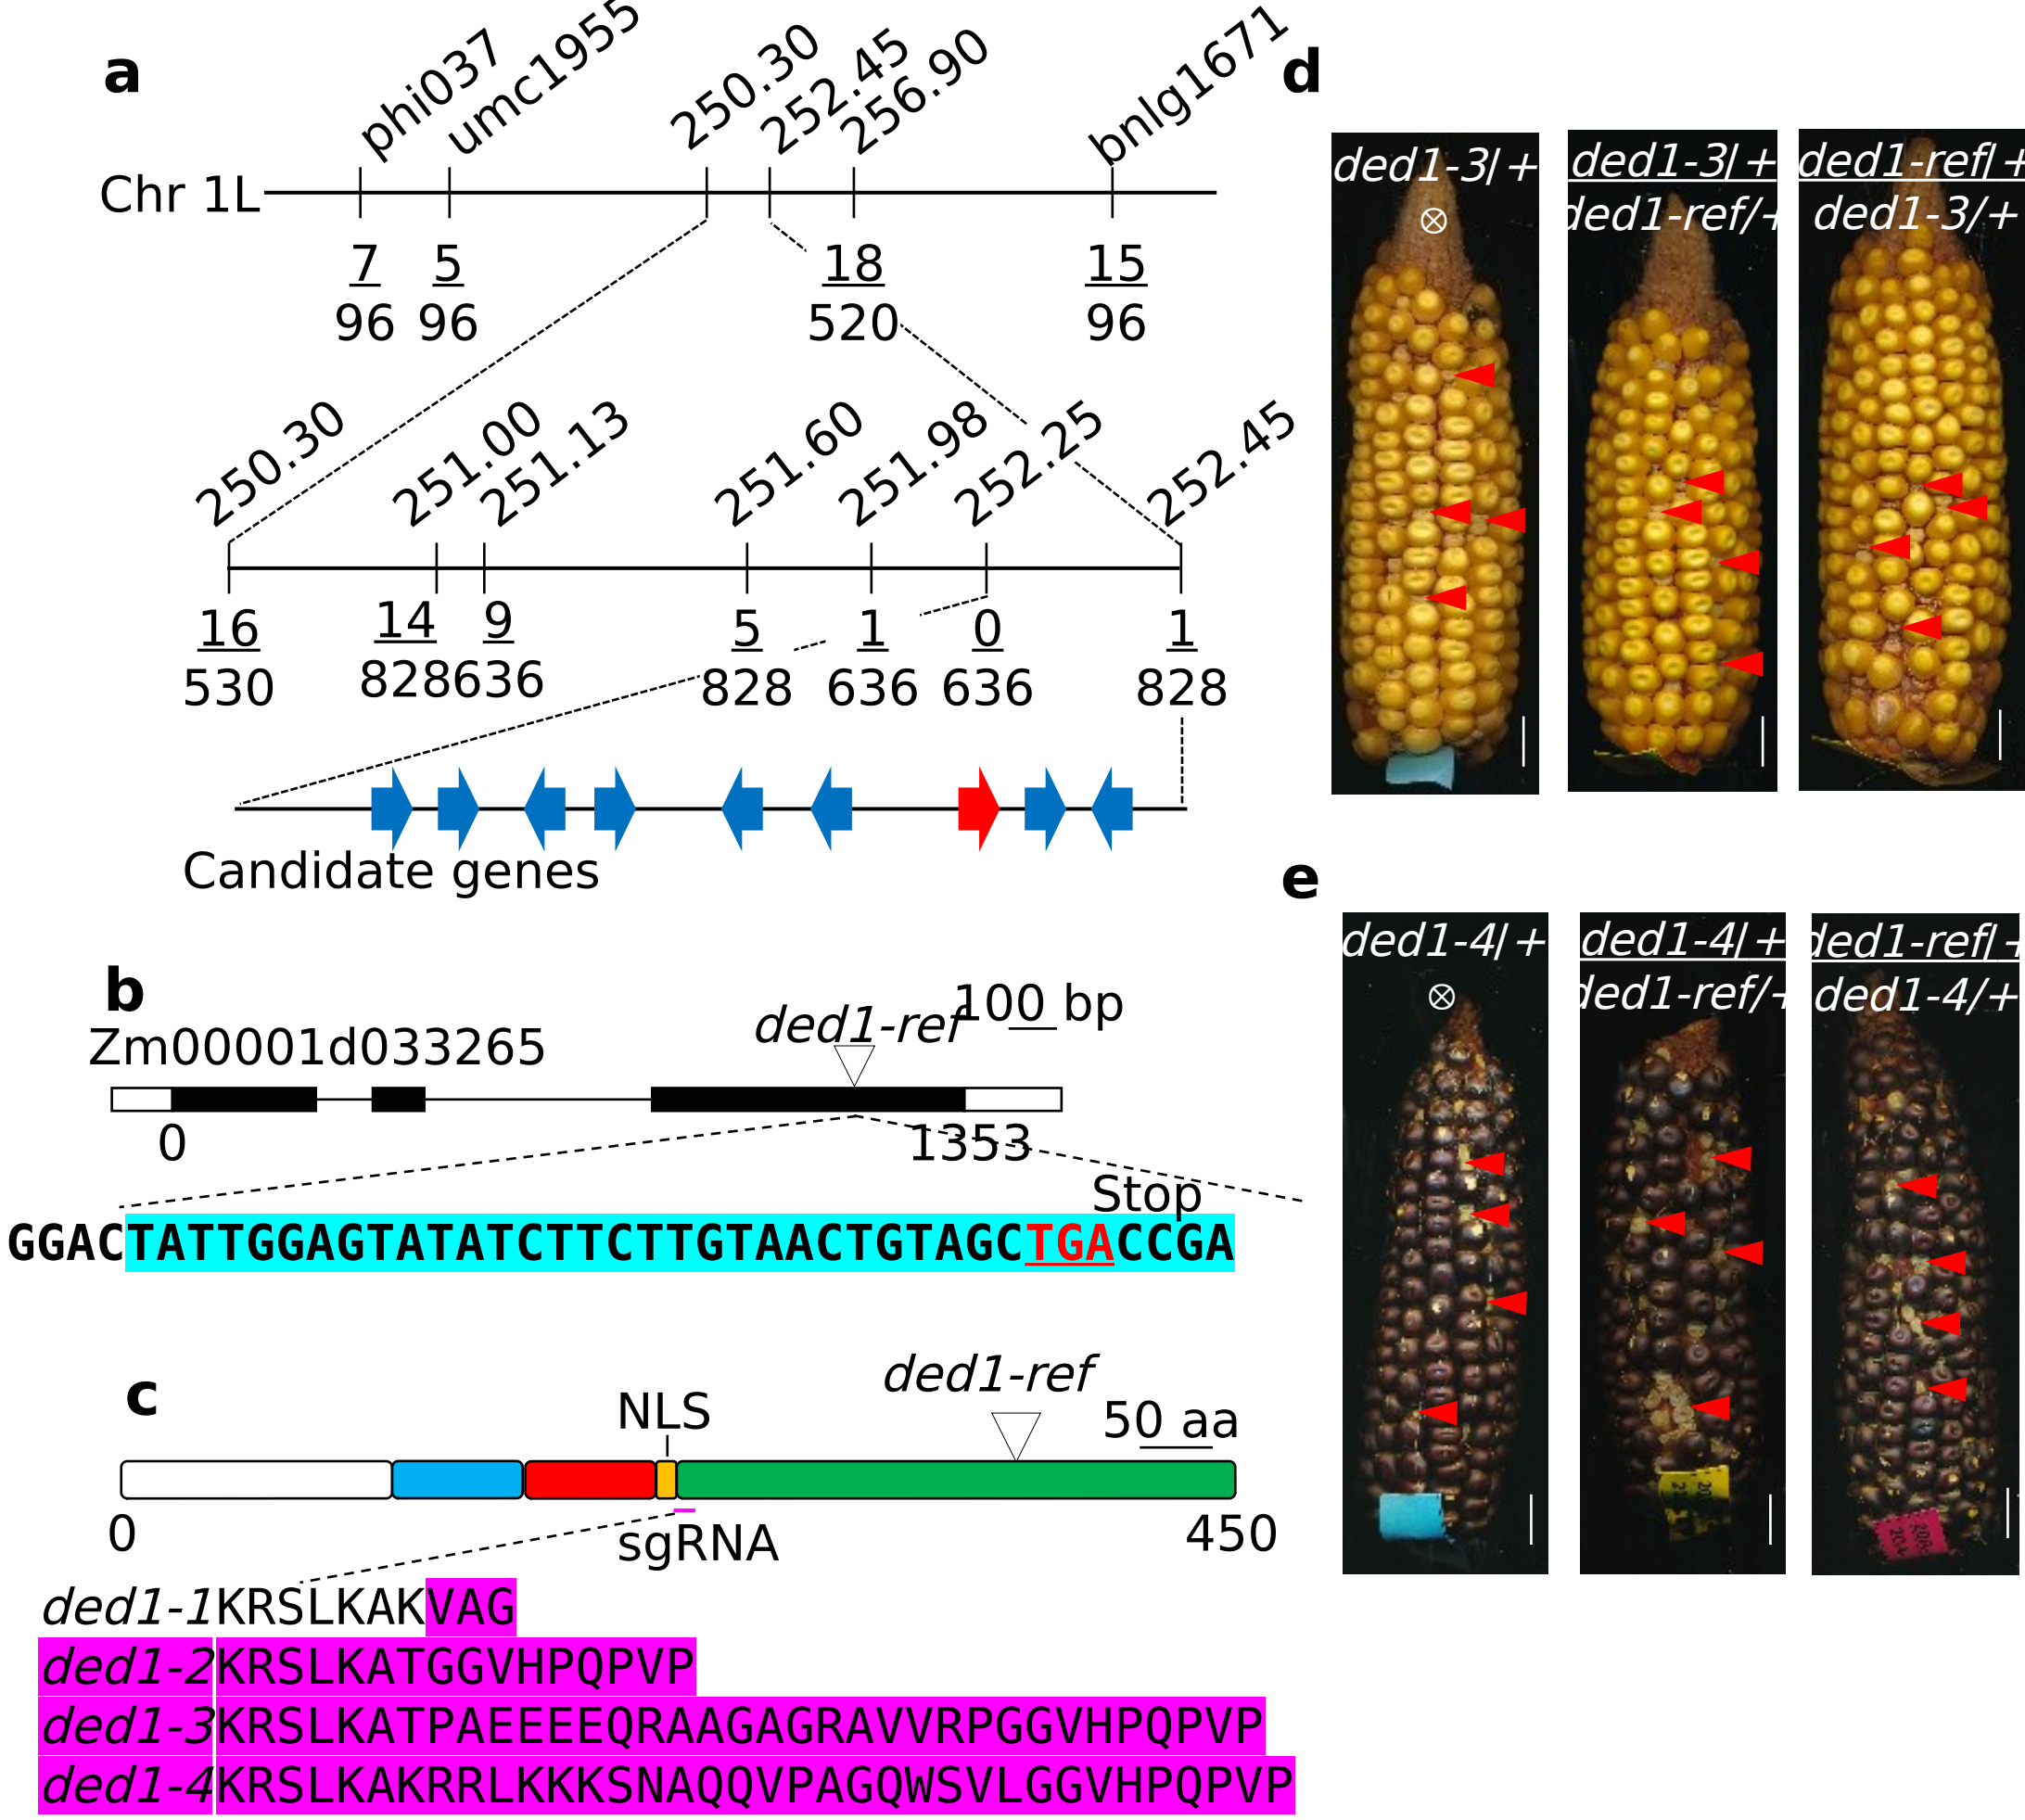 a
phi037 umc1955 250.30 252.45 256.90 bnlg1671
Chr 1L
7 5 18 15
96 96 520 96
250.30 251.00 251.13 251.60 251.98 252.25 252.45
16 14 9 5 1 0 1
530 828 636 828 636 636 828
Candidate genes
b
Zm00001d033265 ded1-ref 100 bp
0 1353
Stop
GGACTATTGGAGTATATCTTCTTGTAACTGTAGCTGACCGA
c
NLS ded1-ref 50 aa
0 sgRNA 450
ded1-1 KRSLKAKVAG
ded1-2 KRSLKATGGVHPQPVP
ded1-3 KRSLKATPAEEEEQRAAGAGRAVVRPGGVHPQPVP
ded1-4 KRSLKAKRRLKKKSNAQQVPAGQWSVLGGVHPQPVP
d
ded1-3/+ ded1-3/+ ded1-ref/+
⊗ ded1-ref/+ ded1-3/+
e
ded1-4/+ ded1-4/+ ded1-ref/+
⊗ ded1-ref/+ ded1-4/+